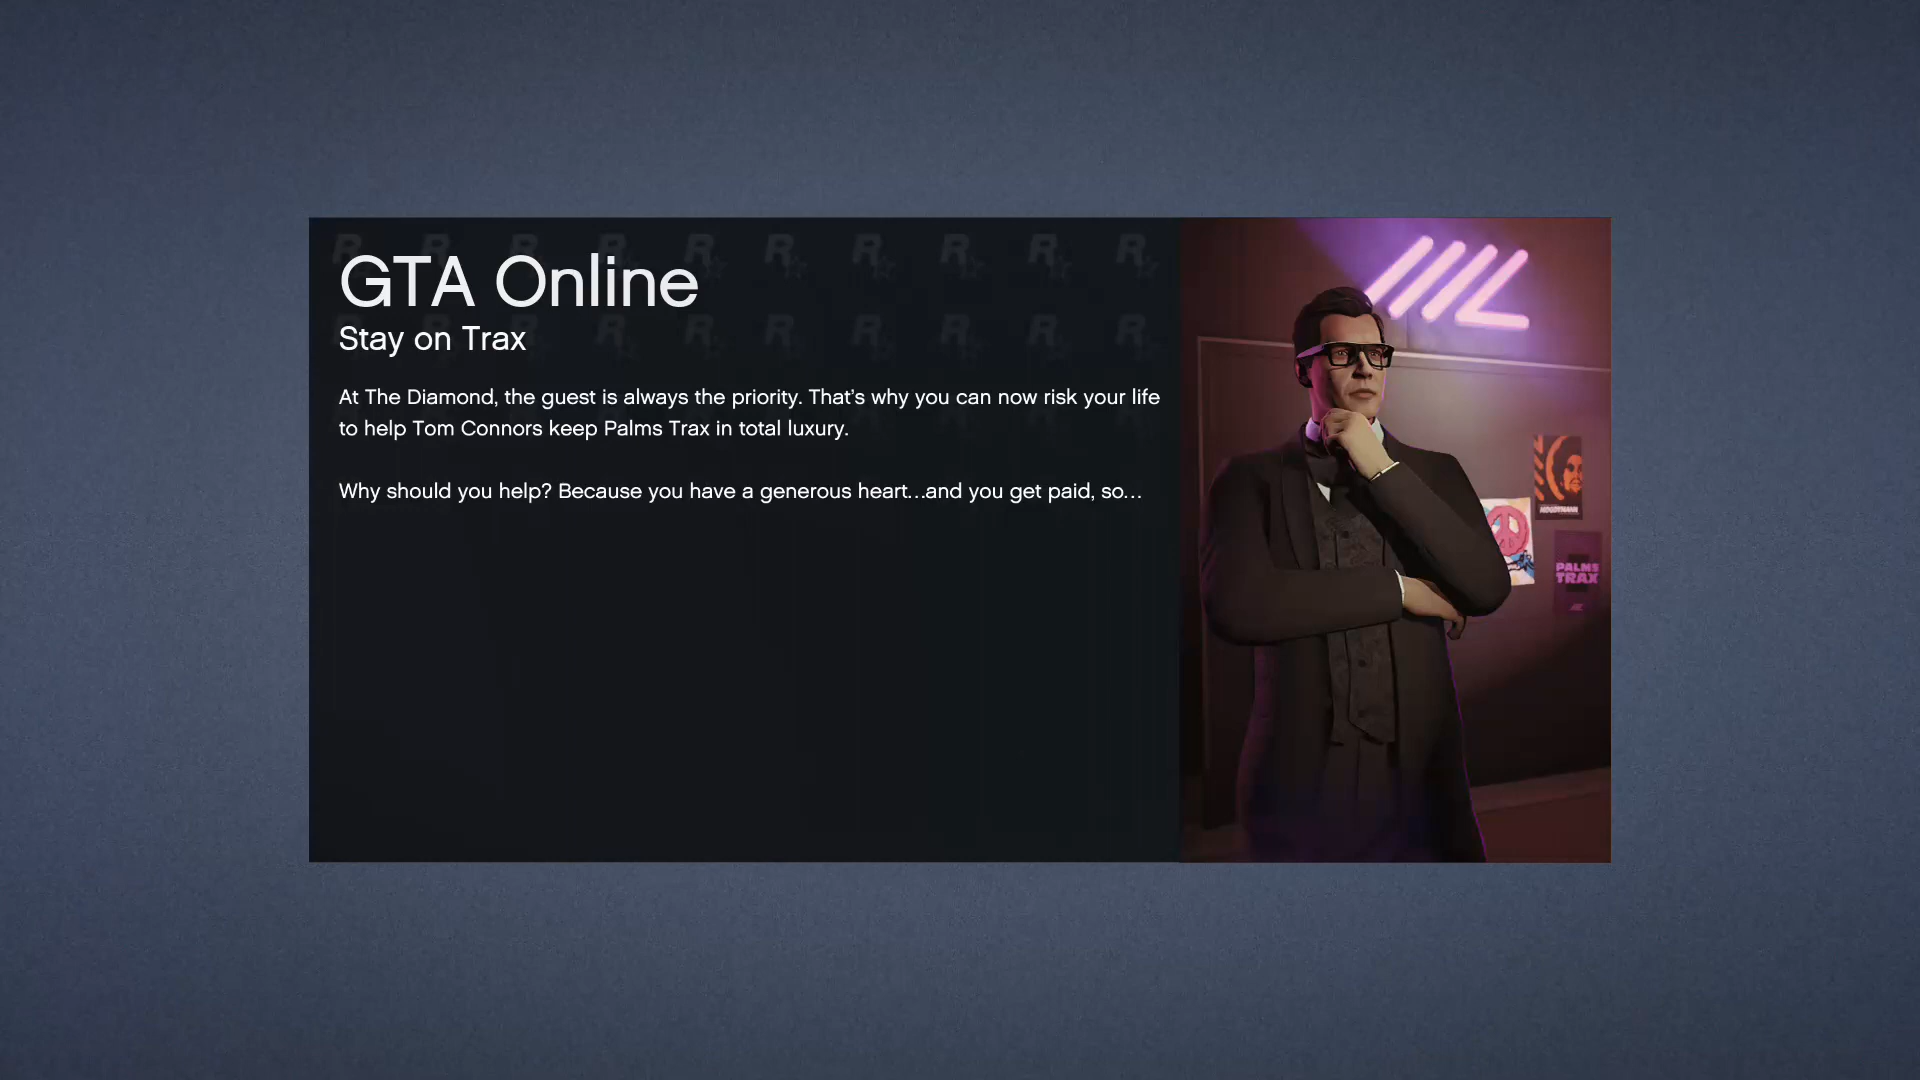 GTA Online
Stay on Trax
At The Diamond, the guest is always the priority. That's why you can now risk your life
to help Tom Connors keep Palms Trax in total luxury.
Why should you help? Because you have a generous heart...and you get paid, so...
MOODYMANN
PALMS
TRAX